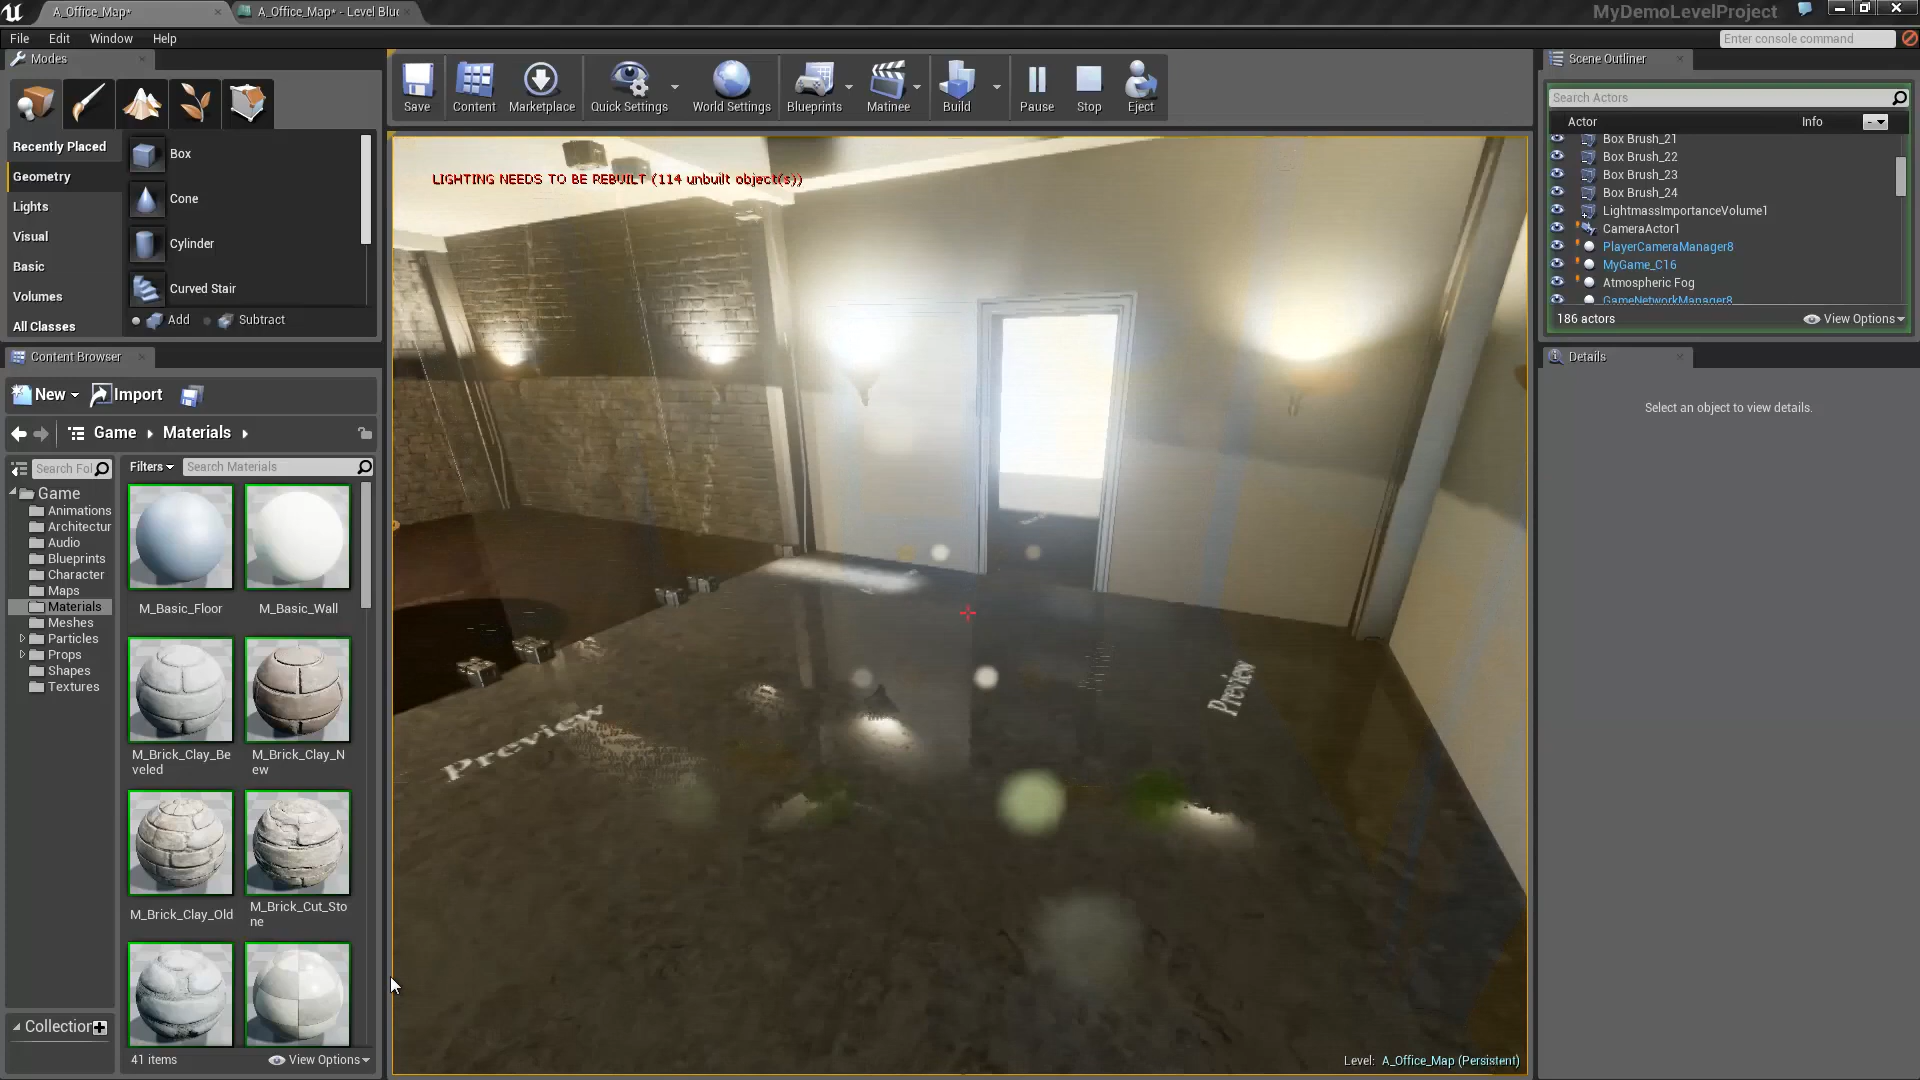 A_Office_Map*
A_Office_Map* - Level Blue
MyDemoLevelProject
File
Edit
Window
Help
Enter console command
Modes
Save
Content
Marketplace
Quick Settings
World Settings
Blueprints
Matinee
Build
Pause
Stop
Eject
Scene Outliner
Search Actors
Actor
Info
Box Brush_21
Box Brush_22
Box Brush_23
Box Brush_24
LightmassImportanceVolume1
CameraActor1
PlayerCameraManager8
MyGame_C16
Atmospheric Fog
GameNetworkManager8
186 actors
View Options
Details
Select an object to view details.
Recently Placed
Geometry
Lights
Visual
Basic
Volumes
All Classes
Box
Cone
Cylinder
Curved Stair
Add
Subtract
Content Browser
New
Import
Game
Materials
Search Fol
Filters
Search Materials
Game
Animations
Architectur
Audio
Blueprints
Character
Maps
Materials
Meshes
Particles
Props
Shapes
Textures
M_Basic_Floor
M_Basic_Wall
M_Brick_Clay_Be
veled
M_Brick_Clay_N
ew
M_Brick_Clay_Old
M_Brick_Cut_Sto
ne
Collection
41 items
View Options
LIGHTING NEEDS TO BE REBUILT (114 unbuilt object(s))
Preview
Preview
Level: A_Office_Map (Persistent)